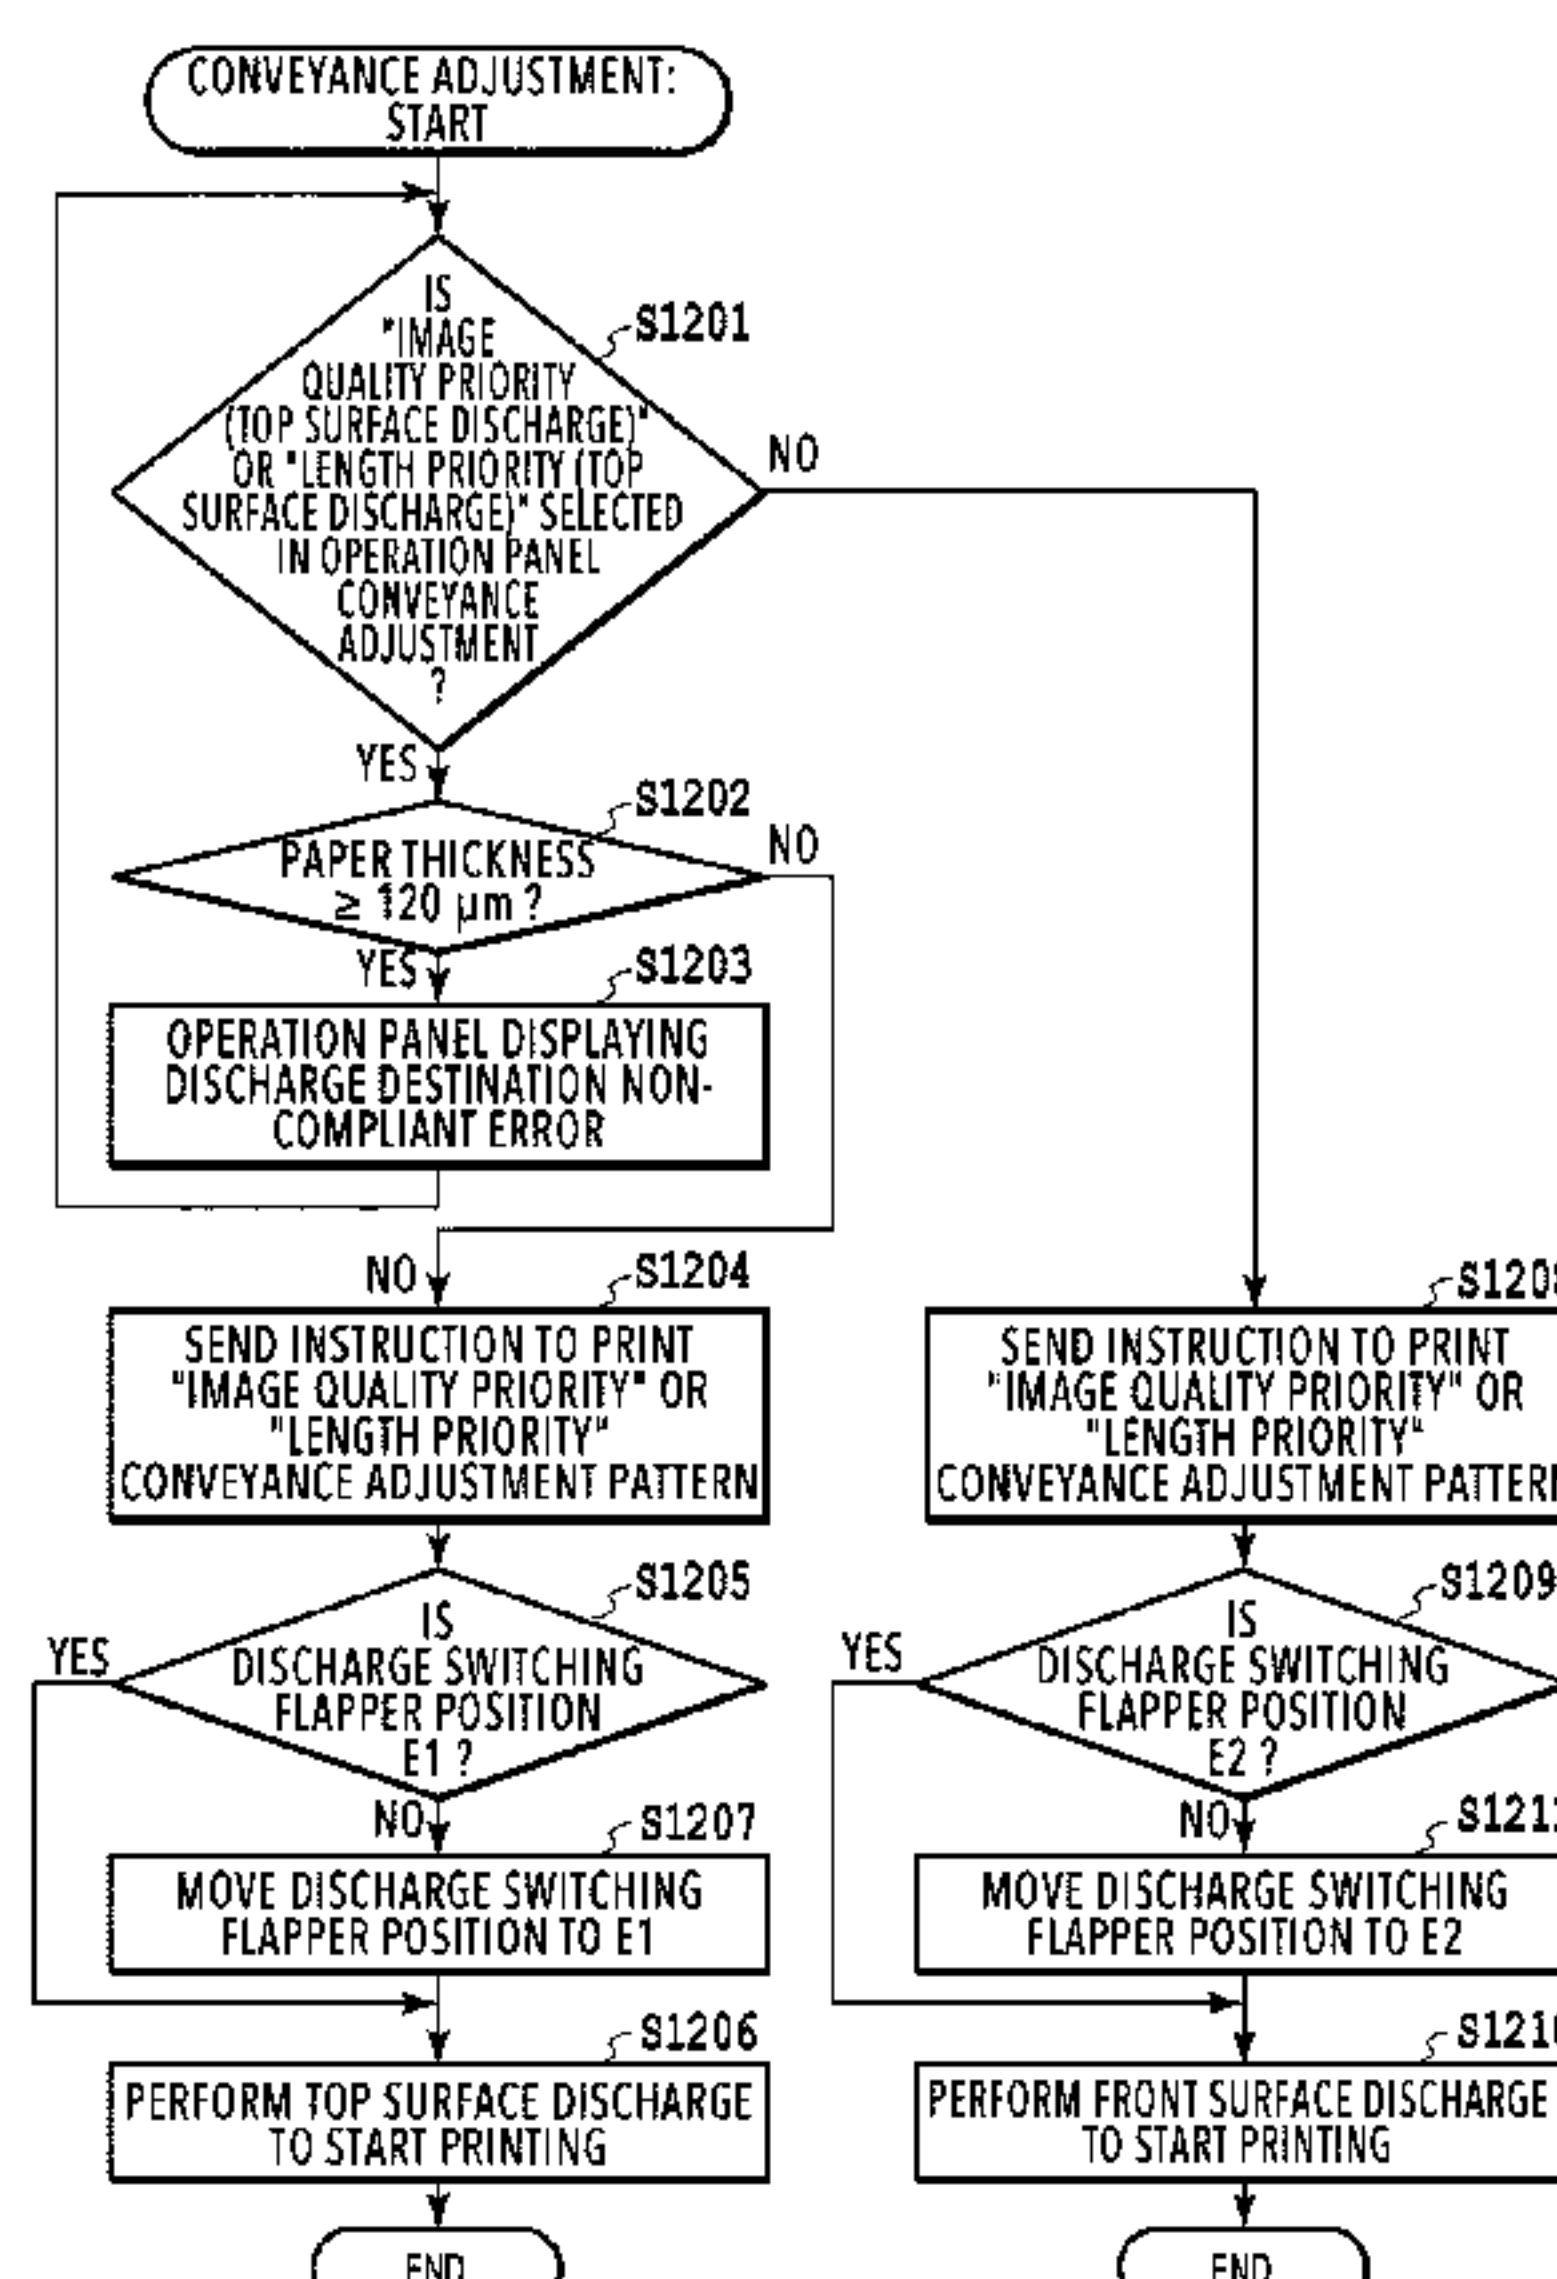 CONVEYANCE ADJUSTMENT:
START
IS
"IMAGE
QUALITY PRIORITY
(TOP SURFACE DISCHARGE)"
OR "LENGTH PRIORITY (TOP
SURFACE DISCHARGE)" SELECTED
IN OPERATION PANEL
CONVEYANCE
ADJUSTMENT
?
S1201
NO
YES
S1202
PAPER THICKNESS
≥ 120 μm ?
NO
YES
S1203
OPERATION PANEL DISPLAYING
DISCHARGE DESTINATION NON-
COMPLIANT ERROR
NO
S1204
SEND INSTRUCTION TO PRINT
"IMAGE QUALITY PRIORITY" OR
"LENGTH PRIORITY"
CONVEYANCE ADJUSTMENT PATTERN
S1205
IS
DISCHARGE SWITCHING
FLAPPER POSITION
E1 ?
YES
NO
S1207
MOVE DISCHARGE SWITCHING
FLAPPER POSITION TO E1
S1206
PERFORM TOP SURFACE DISCHARGE
TO START PRINTING
END
SEND INSTRUCTION TO PRINT
"IMAGE QUALITY PRIORITY" OR
"LENGTH PRIORITY"
CONVEYANCE ADJUSTMENT PATTERN
S1209
IS
DISCHARGE SWITCHING
FLAPPER POSITION
E2 ?
YES
NO
MOVE DISCHARGE SWITCHING
FLAPPER POSITION TO E2
PERFORM FRONT SURFACE DISCHARGE
TO START PRINTING
END